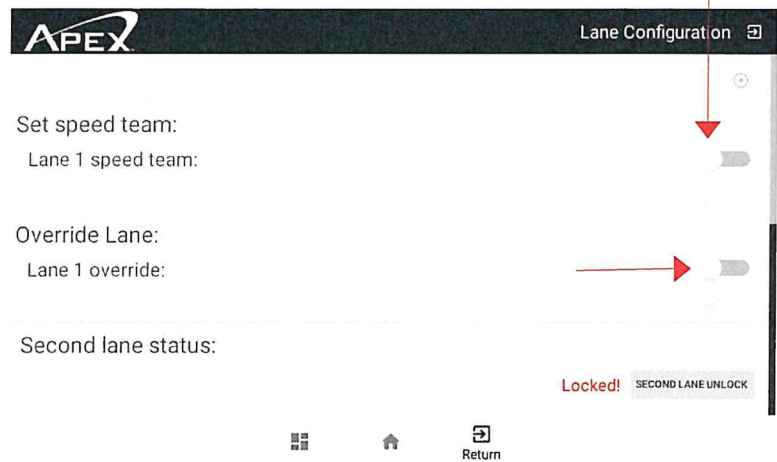 APEX
Lane Configuration
Set speed team:
Lane 1 speed team:
Override Lane:
Lane 1 override:
Second lane status:
Locked! SECOND LANE UNLOCK
Return